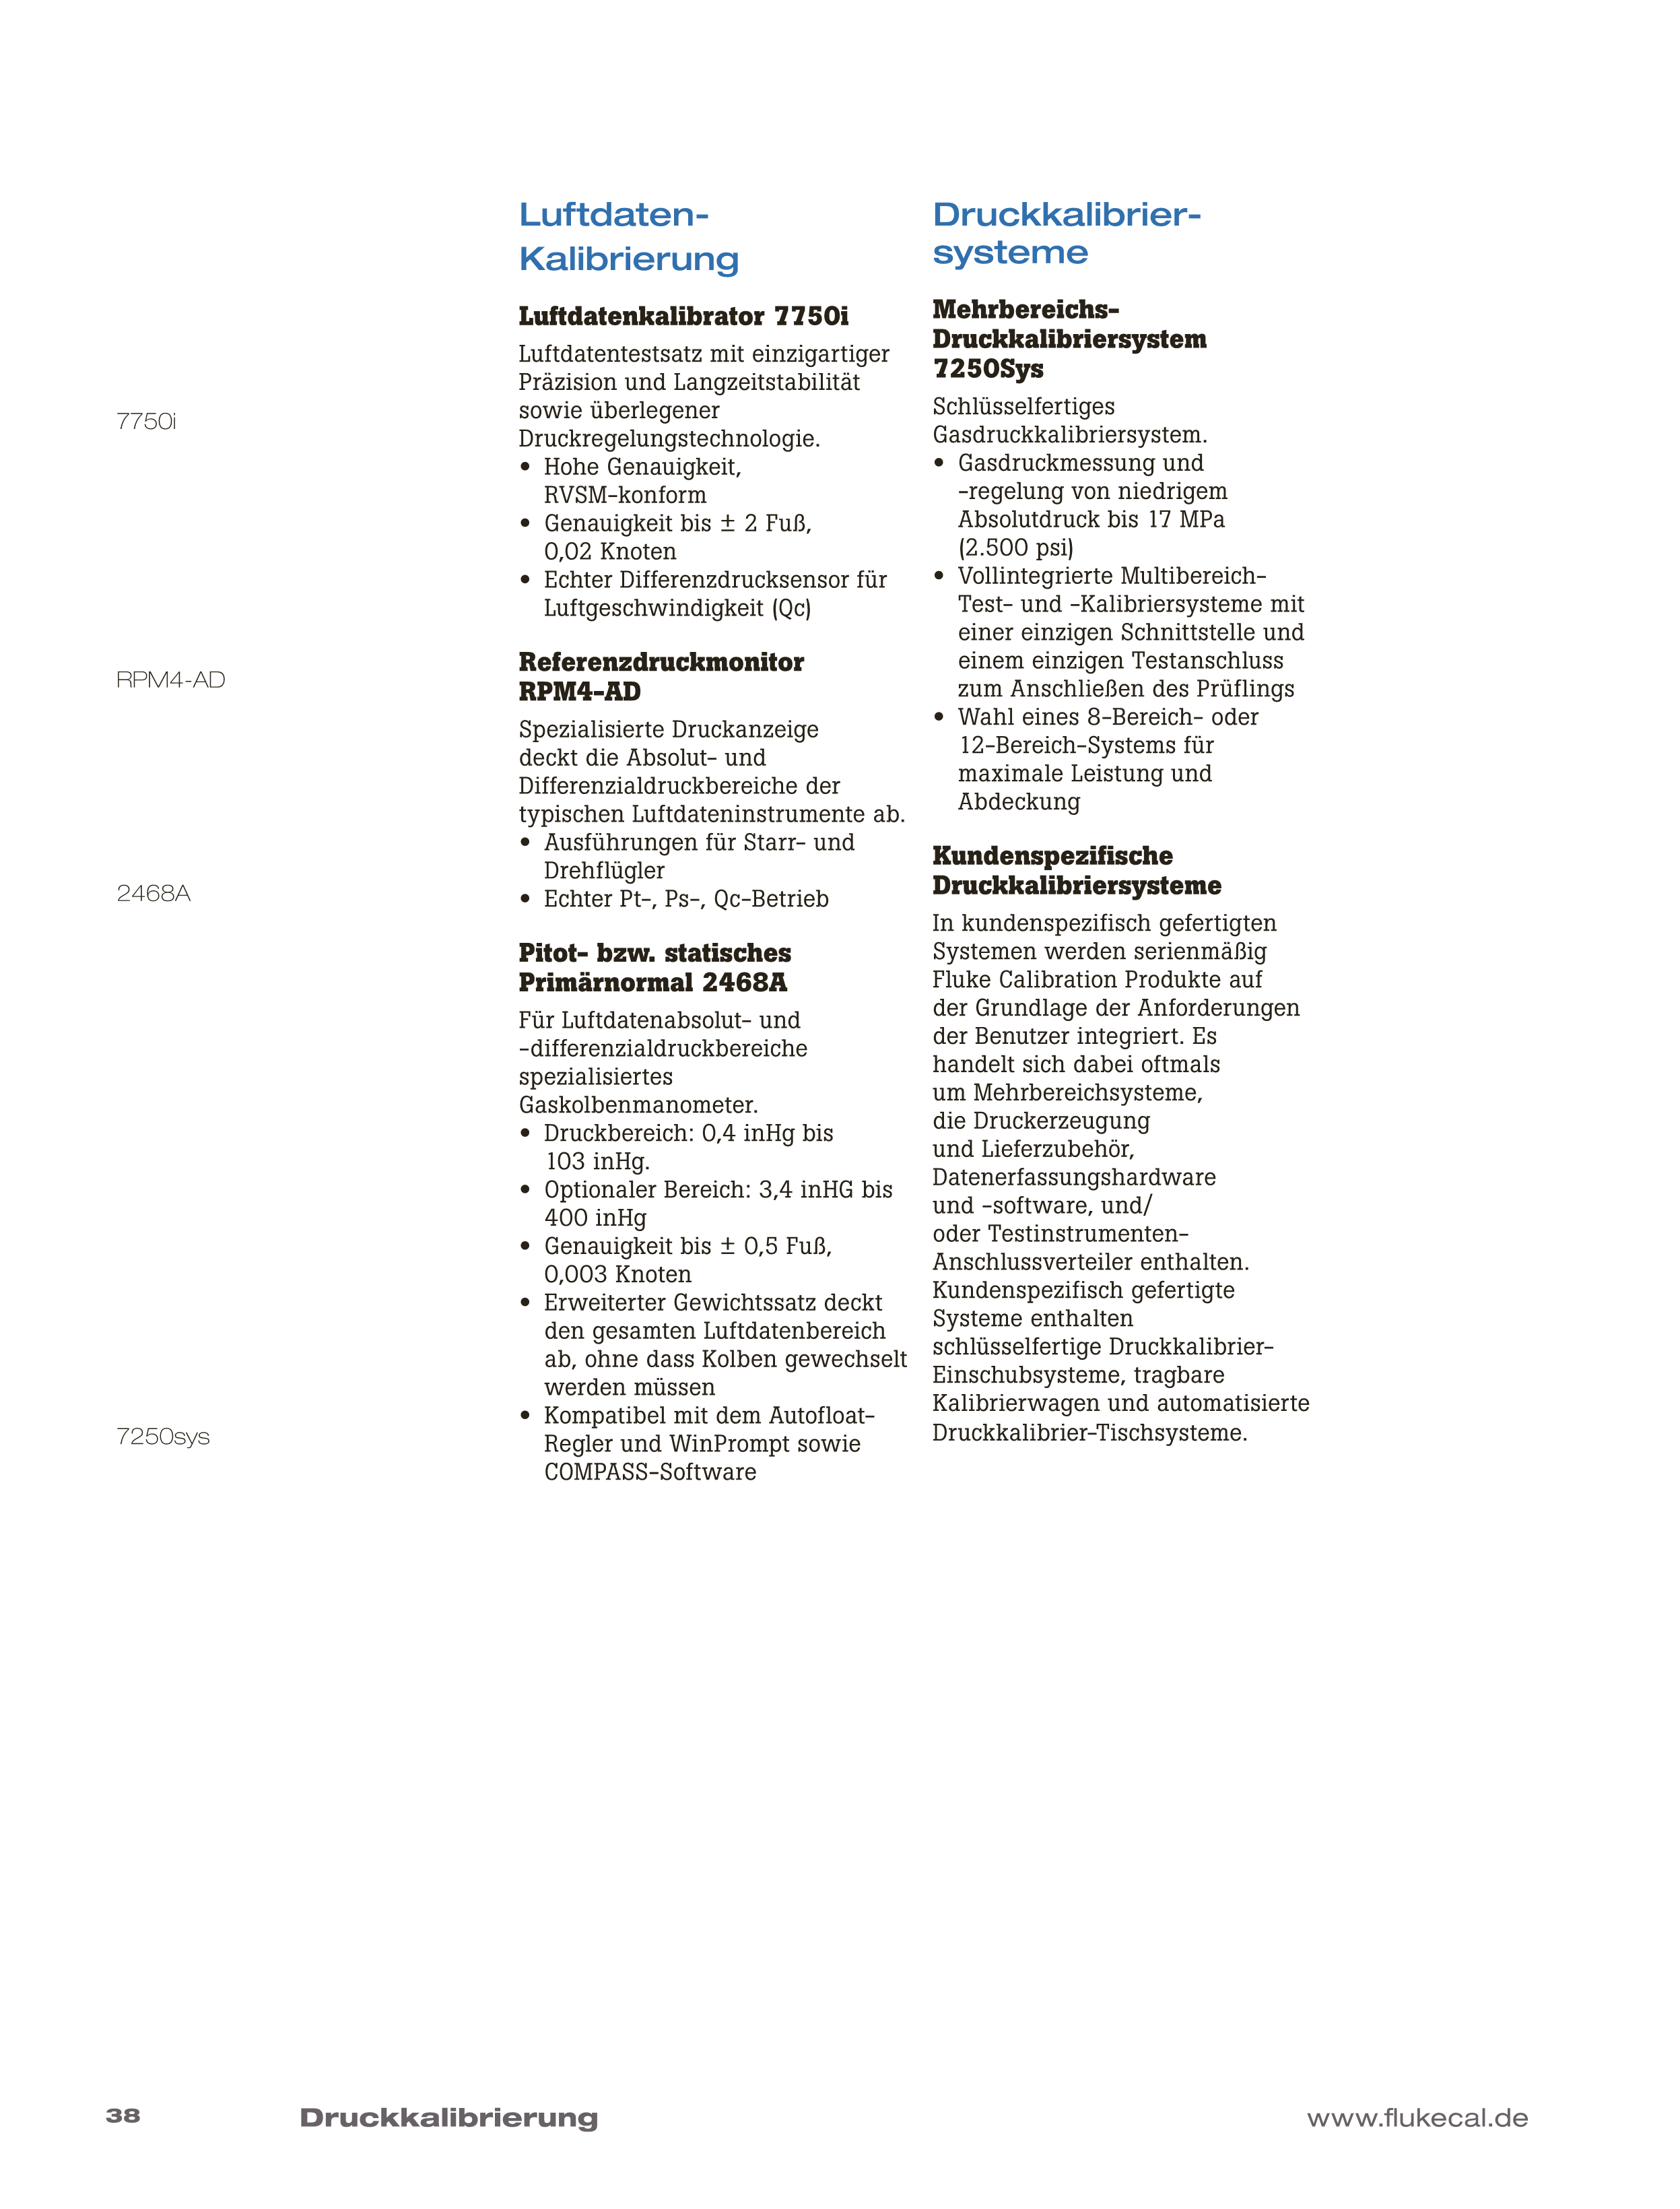 7750i
RPM4-AD
2468A
7250sys
Luftdaten-
Kalibrierung
Luftdatenkalibrator 7750i
Luftdatentestsatz mit einzigartiger
Präzision und Langzeitstabilität
sowie überlegener
Druckregelungstechnologie.
• Hohe Genauigkeit,
RVSM-konform
• Genauigkeit bis ± 2 Fuß,
0,02 Knoten
• Echter Differenzdrucksensor für
Luftgeschwindigkeit (Qc)
Referenzdruckmonitor
RPM4-AD
Spezialisierte Druckanzeige
deckt die Absolut- und
Differenzialdruckbereiche der
typischen Luftdateninstrumente ab.
• Ausführungen für Starr- und
Drehflügler
• Echter Pt-, Ps-, Qc-Betrieb
Pitot- bzw. statisches
Primärnormal 2468A
Für Luftdatenabsolut- und
-differenzialdruckbereiche
spezialisiertes
Gaskolbenmanometer.
• Druckbereich: 0,4 inHg bis
103 inHg.
• Optionaler Bereich: 3,4 inHG bis
400 inHg
• Genauigkeit bis ± 0,5 Fuß,
0,003 Knoten
• Erweiterter Gewichtssatz deckt
den gesamten Luftdatenbereich
ab, ohne dass Kolben gewechselt
werden müssen
• Kompatibel mit dem Autofloat-
Regler und WinPrompt sowie
COMPASS-Software
Druckkalibrier-
systeme
Mehrbereichs-
Druckkalibriersystem
7250Sys
Schlüsselfertiges
Gasdruckkalibriersystem.
• Gasdruckmessung und
-regelung von niedrigem
Absolutdruck bis 17 MPa
(2.500 psi)
• Vollintegrierte Multibereich-
Test- und -Kalibriersysteme mit
einer einzigen Schnittstelle und
einem einzigen Testanschluss
zum Anschließen des Prüflings
• Wahl eines 8-Bereich- oder
12-Bereich-Systems für
maximale Leistung und
Abdeckung
Kundenspezifische
Druckkalibriersysteme
In kundenspezifisch gefertigten
Systemen werden serienmäßig
Fluke Calibration Produkte auf
der Grundlage der Anforderungen
der Benutzer integriert. Es
handelt sich dabei oftmals
um Mehrbereichsysteme,
die Druckerzeugung
und Lieferzubehör,
Datenerfassungshardware
und -software, und/
oder Testinstrumenten-
Anschlussverteiler enthalten.
Kundenspezifisch gefertigte
Systeme enthalten
schlüsselfertige Druckkalibrier-
Einschubsysteme, tragbare
Kalibrierwagen und automatisierte
Druckkalibrier-Tischsysteme.
38
Druckkalibrierung
www.flukecal.de